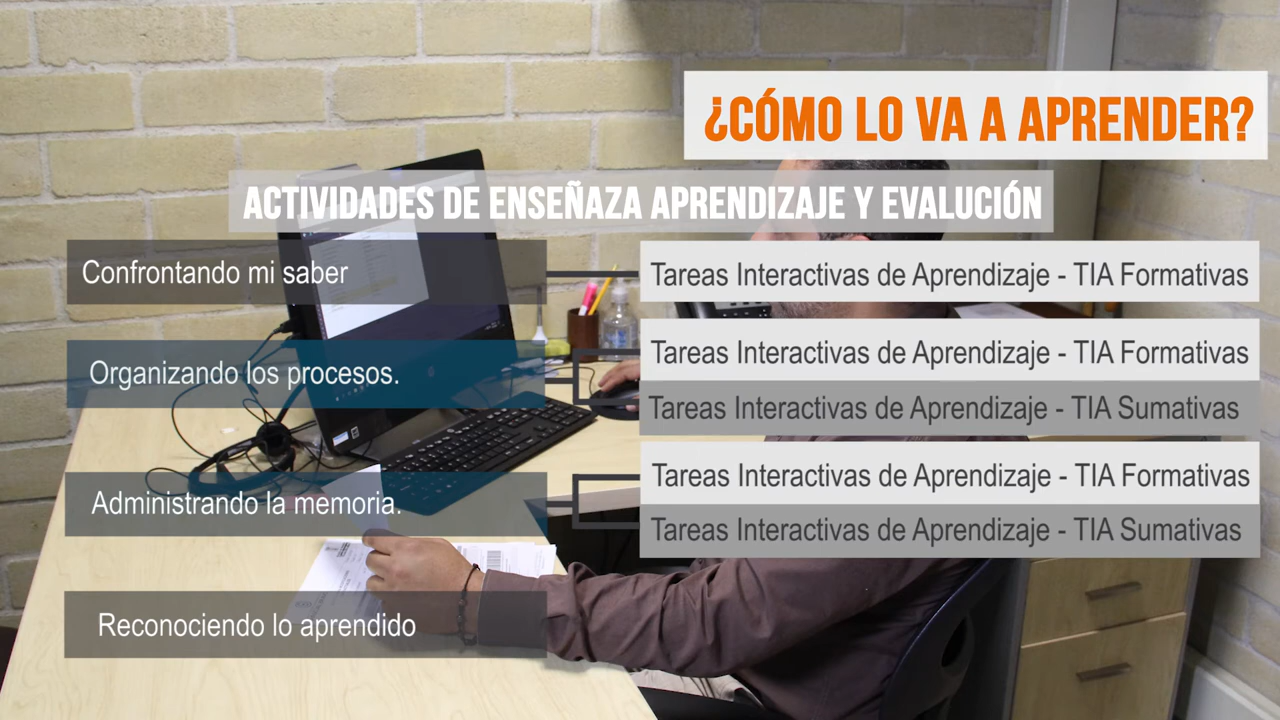 ¿CÓMO LO VA A APRENDER?
ACTIVIDADES DE ENSEÑAZA APRENDIZAJE Y EVALUCIÓN
Confrontando mi saber
Tareas Interactivas de Aprendizaje - TIA Formativas
Organizando los procesos.
Tareas Interactivas de Aprendizaje - TIA Formativas
Tareas Interactivas de Aprendizaje - TIA Sumativas
Administrando la memoria.
Tareas Interactivas de Aprendizaje - TIA Formativas
Tareas Interactivas de Aprendizaje - TIA Sumativas
Reconociendo lo aprendido